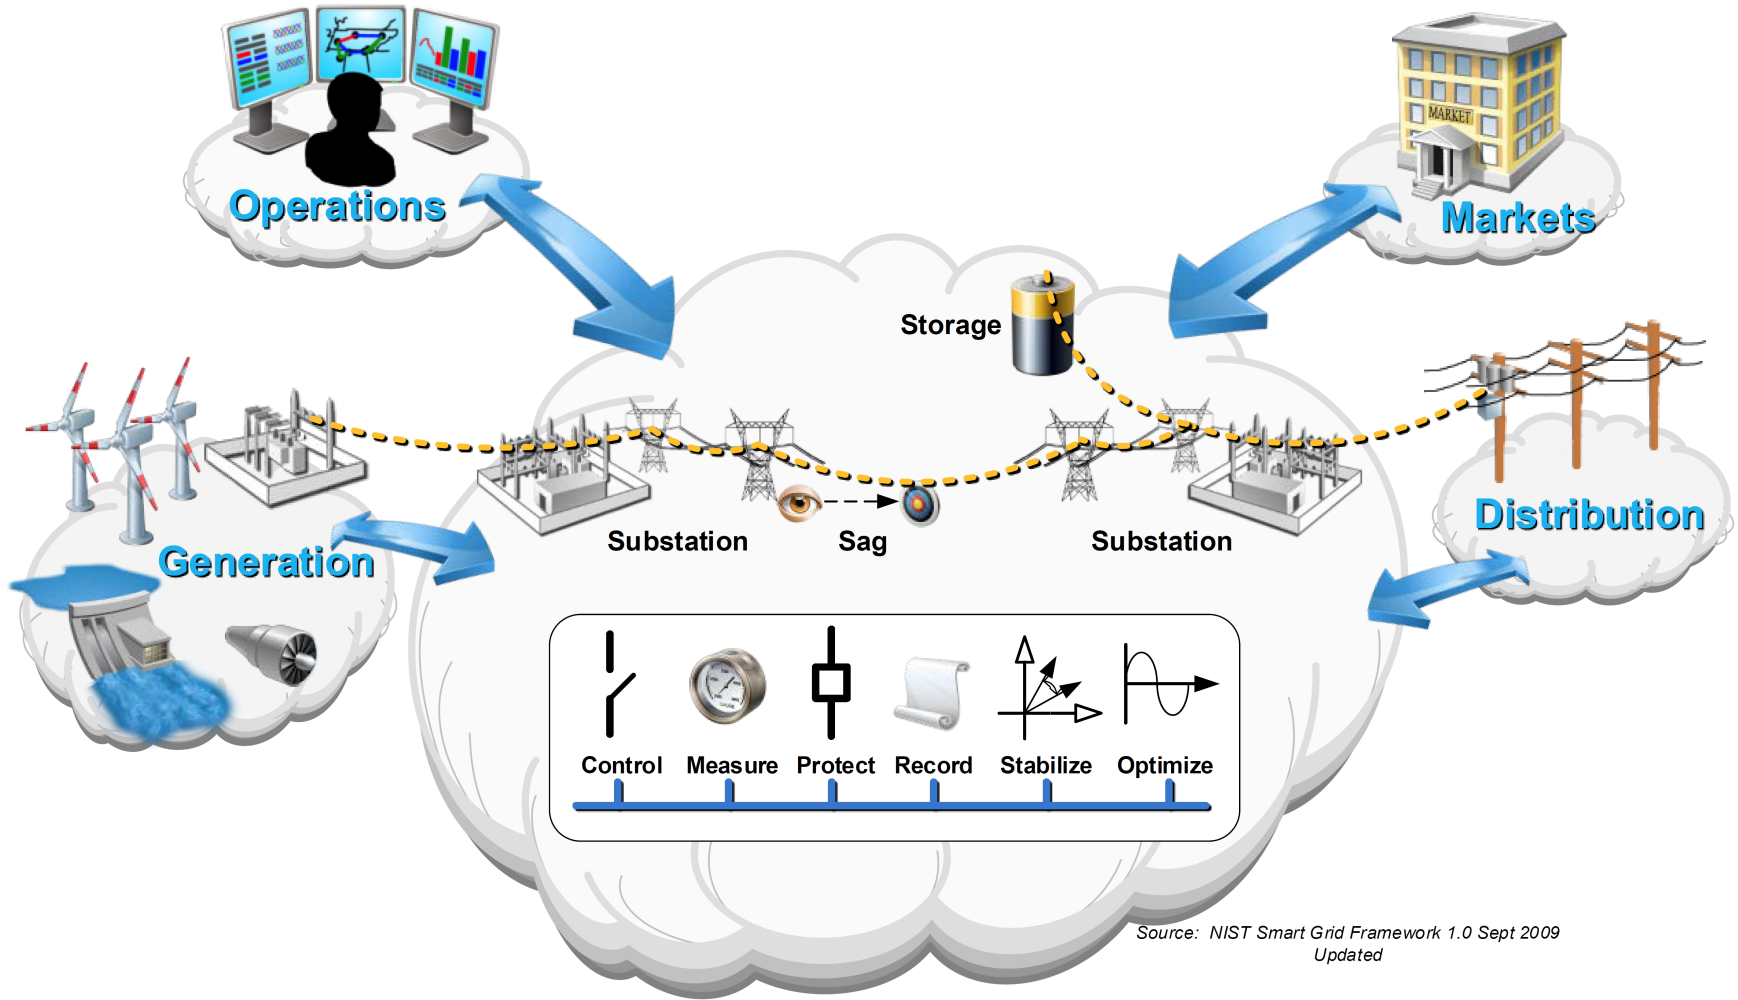 Operations
MARKET
Markets
Storage
Substation
Sag
Substation
Distribution
Generation
Control
Measure
Protect
Record
Stabilize
Optimize
Source: NIST Smart Grid Framework 1.0 Sept 2009
Updated